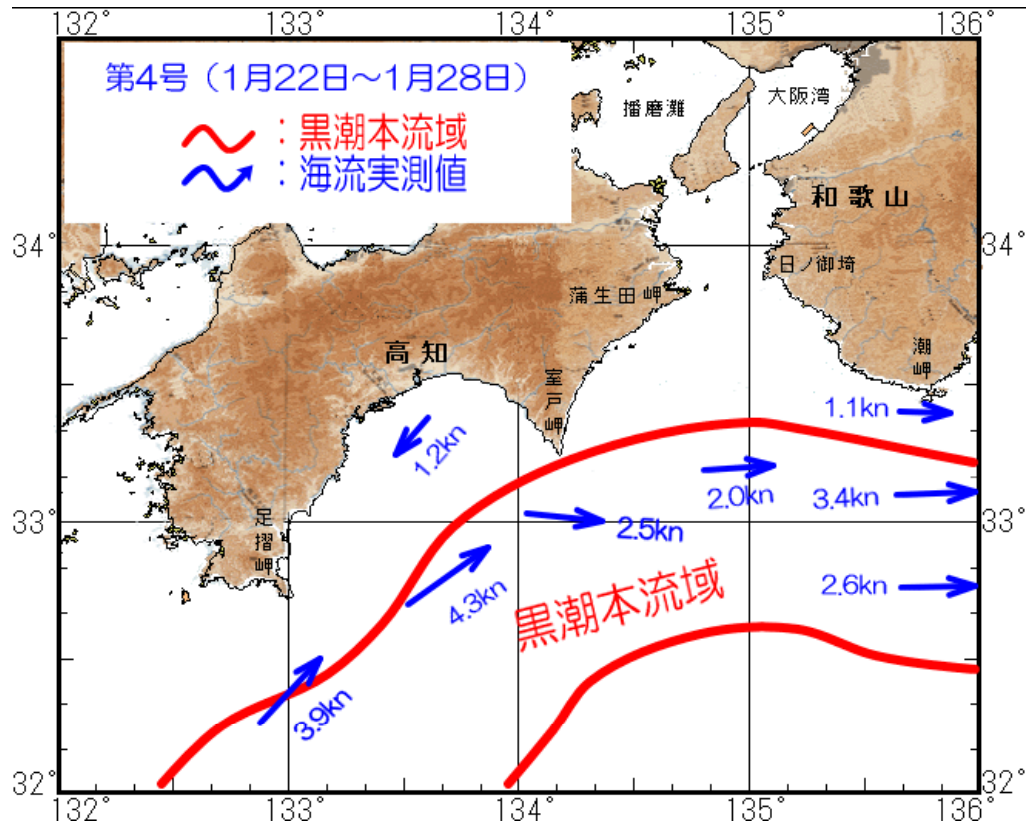 132° 133° 134° 135° 136°
第4号（1月22日～1月28日）
：黒潮本流域
：海流実測値
播磨灘
大阪湾
和歌山
34°
34°
日ノ御埼
蒲生田岬
高知
室戸岬
潮岬
1.1kn
1.2kn
2.0kn
3.4kn
33°
33°
足摺岬
2.5kn
4.3kn
2.6kn
黒潮本流域
3.9kn
32°
32°
132° 133° 134° 135° 136°